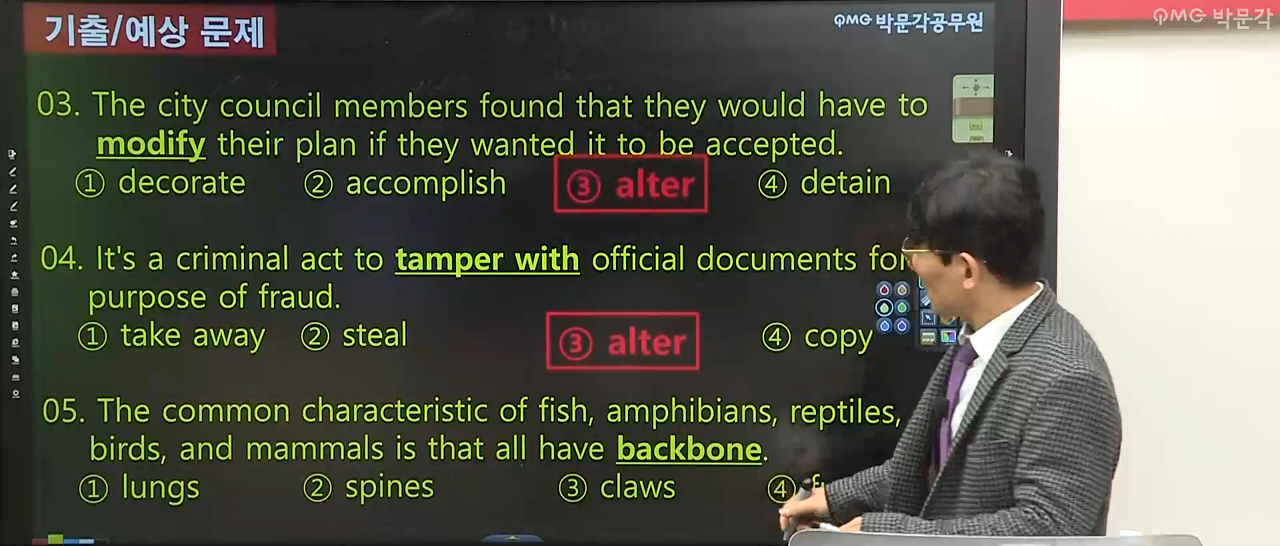 기출/예상 문제
PMG 박문각공무원
PMG 박문각
03. The city council members found that they would have to
modify their plan if they wanted it to be accepted.
① decorate ② accomplish ③ alter ④ detain
04. It's a criminal act to tamper with official documents for
purpose of fraud.
① take away ② steal ③ alter ④ copy
05. The common characteristic of fish, amphibians, reptiles,
birds, and mammals is that all have backbone.
① lungs ② spines ③ claws ④